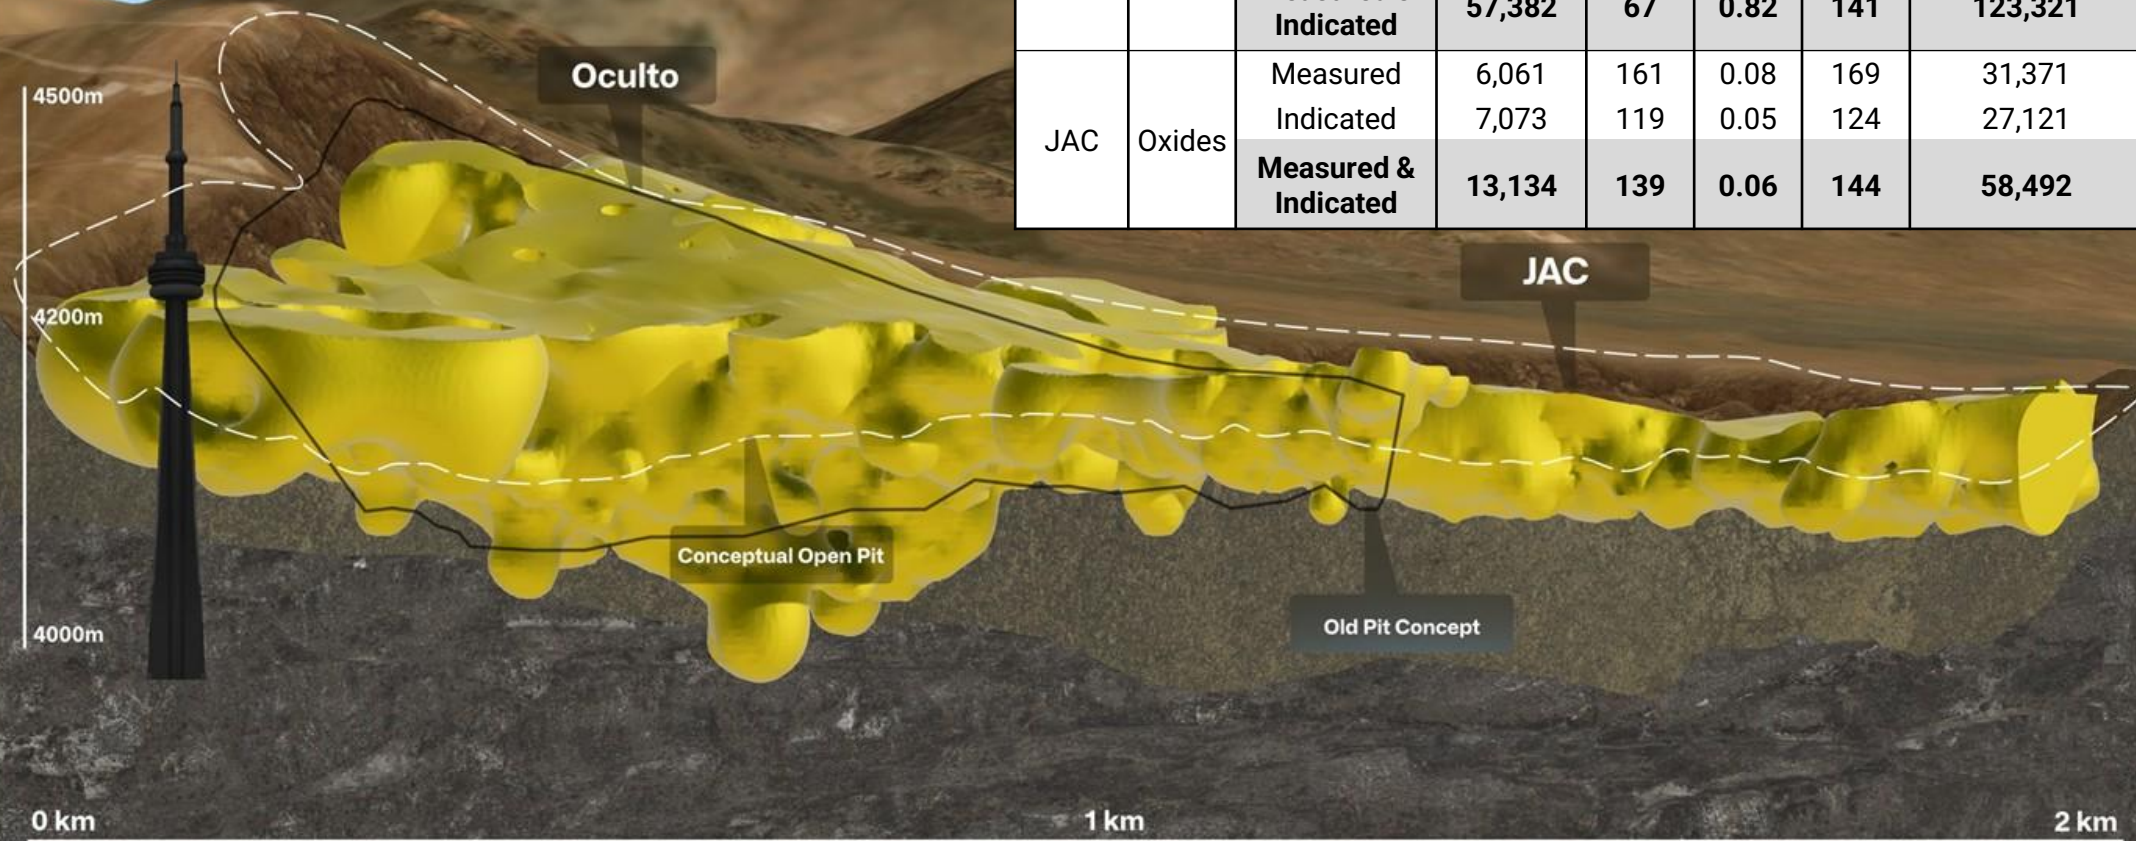 Indicated 57,382 67 0.82 141 123,321
Measured 6,061 161 0.08 169 31,371
Indicated 7,073 119 0.05 124 27,121
JAC Oxides
Measured &
Indicated
13,134 139 0.06 144 58,492
Oculto
4500m
JAC
4200m
Conceptual Open Pit
Old Pit Concept
4000m
0 km
1 km
2 km